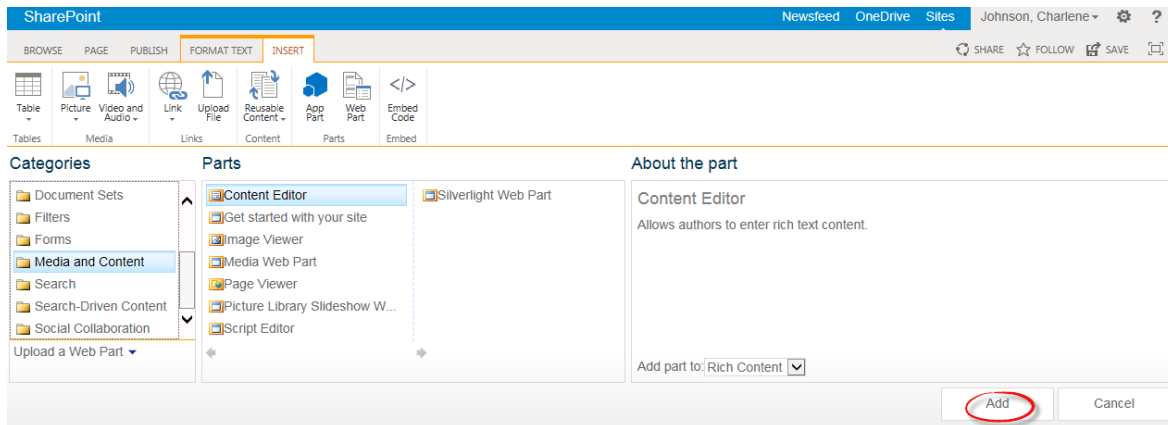 SharePoint Newsfeed OneDrive Sites Johnson, Charlene ?
BROWSE PAGE PUBLISH FORMAT TEXT INSERT SHARE FOLLOW SAVE
Table Picture Video and Audio Link Upload File Reusable Content App Part Web Part Embed Code
Tables Media Links Content Parts Embed
Categories Parts About the part
Document Sets Content Editor Silverlight Web Part Content Editor
Filters Get started with your site Allows authors to enter rich text content.
Forms Image Viewer
Media and Content Media Web Part
Search Page Viewer
Search-Driven Content Picture Library Slideshow W...
Social Collaboration Script Editor
Upload a Web Part
Add part to: Rich Content
Add Cancel